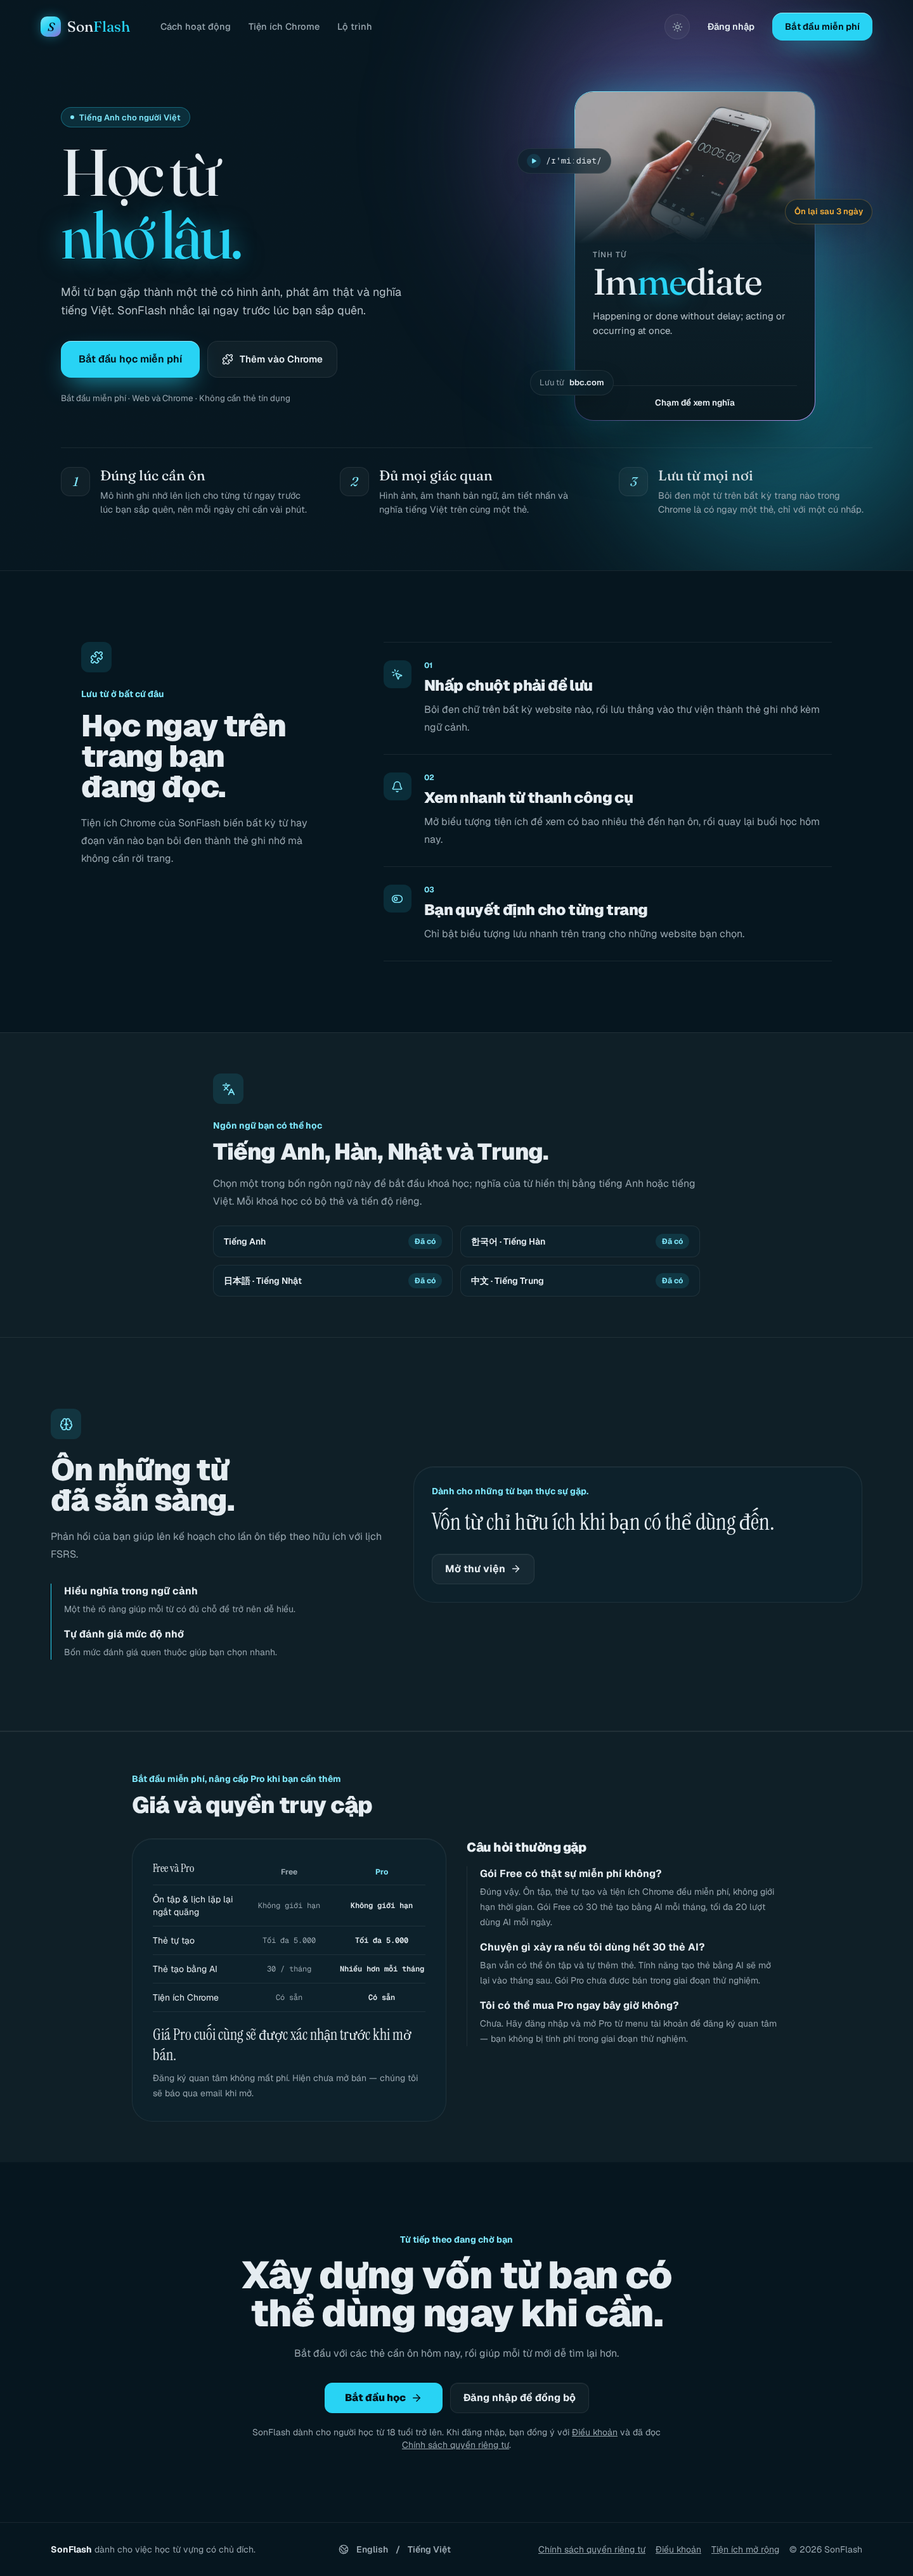 S SonFlash
Cách hoạt động
Tiện ích Chrome
Lộ trình
Đăng nhập
Bắt đầu miễn phí
Tiếng Anh cho người Việt
Học từ
nhớ lâu.
Mỗi từ bạn gặp thành một thẻ có hình ảnh, phát âm thật và nghĩa
tiếng Việt. SonFlash nhắc lại ngay trước lúc bạn sắp quên.
Bắt đầu học miễn phí
Thêm vào Chrome
Bắt đầu miễn phí · Web và Chrome · Không cần thẻ tín dụng
00:05.60
/ɪˈmiːdiət/
Ôn lại sau 3 ngày
TÍNH TỪ
Immediate
Happening or done without delay; acting or
occurring at once.
Lưu từ bbc.com
Chạm để xem nghĩa
1
Đúng lúc cần ôn
Mô hình ghi nhớ lên lịch cho từng từ ngay trước
lúc bạn sắp quên, nên mỗi ngày chỉ cần vài phút.
2
Đủ mọi giác quan
Hình ảnh, âm thanh bản ngữ, âm tiết nhấn và
nghĩa tiếng Việt trên cùng một thẻ.
3
Lưu từ mọi nơi
Bôi đen một từ trên bất kỳ trang nào trong
Chrome là có ngay một thẻ, chỉ với một cú nhấp.
Lưu từ ở bất cứ đâu
Học ngay trên
trang bạn
đang đọc.
Tiện ích Chrome của SonFlash biến bất kỳ từ hay
đoạn văn nào bạn bôi đen thành thẻ ghi nhớ mà
không cần rời trang.
01
Nhấp chuột phải để lưu
Bôi đen chữ trên bất kỳ website nào, rồi lưu thẳng vào thư viện thành thẻ ghi nhớ kèm
ngữ cảnh.
02
Xem nhanh từ thanh công cụ
Mở biểu tượng tiện ích để xem có bao nhiêu thẻ đến hạn ôn, rồi quay lại buổi học hôm
nay.
03
Bạn quyết định cho từng trang
Chỉ bật biểu tượng lưu nhanh trên trang cho những website bạn chọn.
Ngôn ngữ bạn có thể học
Tiếng Anh, Hàn, Nhật và Trung.
Chọn một trong bốn ngôn ngữ này để bắt đầu khoá học; nghĩa của từ hiển thị bằng tiếng Anh hoặc tiếng
Việt. Mỗi khoá học có bộ thẻ và tiến độ riêng.
Tiếng Anh Đã có
한국어 · Tiếng Hàn Đã có
日本語 · Tiếng Nhật Đã có
中文 · Tiếng Trung Đã có
Ôn những từ
đã sẵn sàng.
Phản hồi của bạn giúp lên kế hoạch cho lần ôn tiếp theo hữu ích với lịch
FSRS.
Hiểu nghĩa trong ngữ cảnh
Một thẻ rõ ràng giúp mỗi từ có đủ chỗ để trở nên dễ hiểu.
Tự đánh giá mức độ nhớ
Bốn mức đánh giá quen thuộc giúp bạn chọn nhanh.
Dành cho những từ bạn thực sự gặp.
Vốn từ chỉ hữu ích khi bạn có thể dùng đến.
Mở thư viện
Bắt đầu miễn phí, nâng cấp Pro khi bạn cần thêm
Giá và quyền truy cập
Free và Pro Free Pro
Ôn tập & lịch lặp lại
ngắt quãng Không giới hạn Không giới hạn
Thẻ tự tạo Tối đa 5.000 Tối đa 5.000
Thẻ tạo bằng AI 30 / tháng Nhiều hơn mỗi tháng
Tiện ích Chrome Có sẵn Có sẵn
Giá Pro cuối cùng sẽ được xác nhận trước khi mở
bán.
Đăng ký quan tâm không mất phí. Hiện chưa mở bán — chúng tôi
sẽ báo qua email khi mở.
Câu hỏi thường gặp
Gói Free có thật sự miễn phí không?
Đúng vậy. Ôn tập, thẻ tự tạo và tiện ích Chrome đều miễn phí, không giới
hạn thời gian. Gói Free có 30 thẻ tạo bằng AI mỗi tháng, tối đa 20 lượt
dùng AI mỗi ngày.
Chuyện gì xảy ra nếu tôi dùng hết 30 thẻ AI?
Bạn vẫn có thể ôn tập và tự thêm thẻ. Tính năng tạo thẻ bằng AI sẽ mở
lại vào tháng sau. Gói Pro chưa được bán trong giai đoạn thử nghiệm.
Tôi có thể mua Pro ngay bây giờ không?
Chưa. Hãy đăng nhập và mở Pro từ menu tài khoản để đăng ký quan tâm
— bạn không bị tính phí trong giai đoạn thử nghiệm.
Từ tiếp theo đang chờ bạn
Xây dựng vốn từ bạn có
thể dùng ngay khi cần.
Bắt đầu với các thẻ cần ôn hôm nay, rồi giúp mỗi từ mới dễ tìm lại hơn.
Bắt đầu học
Đăng nhập để đồng bộ
SonFlash dành cho người học từ 18 tuổi trở lên. Khi đăng nhập, bạn đồng ý với Điều khoản và đã đọc
Chính sách quyền riêng tư.
SonFlash dành cho việc học từ vựng có chủ đích.
English / Tiếng Việt
Chính sách quyền riêng tư Điều khoản Tiện ích mở rộng © 2026 SonFlash